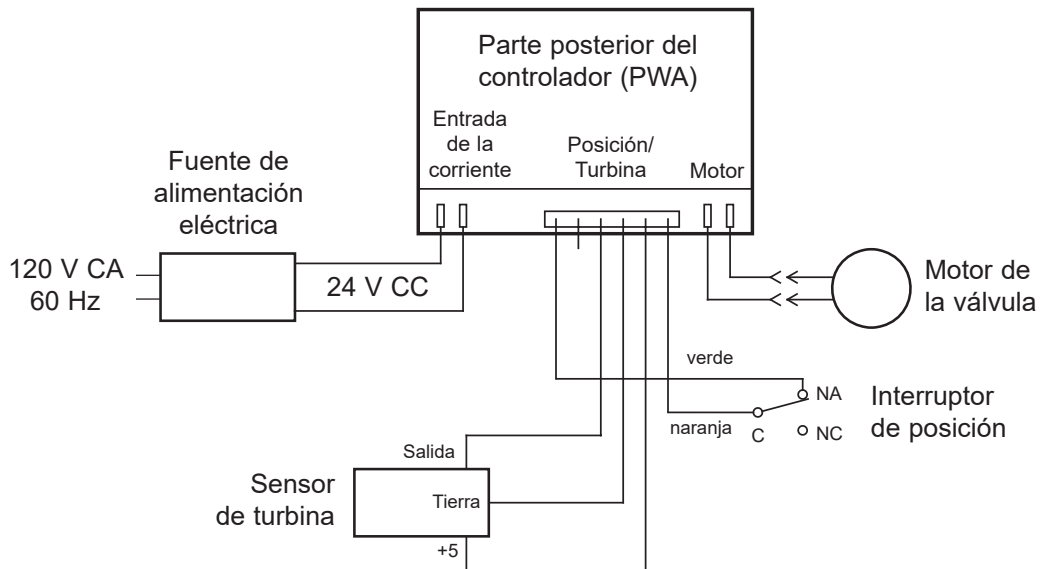 Parte posterior del
controlador (PWA)
Entrada
de la
corriente
Posición/
Turbina
Motor
Fuente de
alimentación
eléctrica
120 V CA
60 Hz
24 V CC
Motor de
la válvula
verde
NA
Interruptor
de posición
naranja
C
NC
Salida
Sensor
de turbina
Tierra
+5